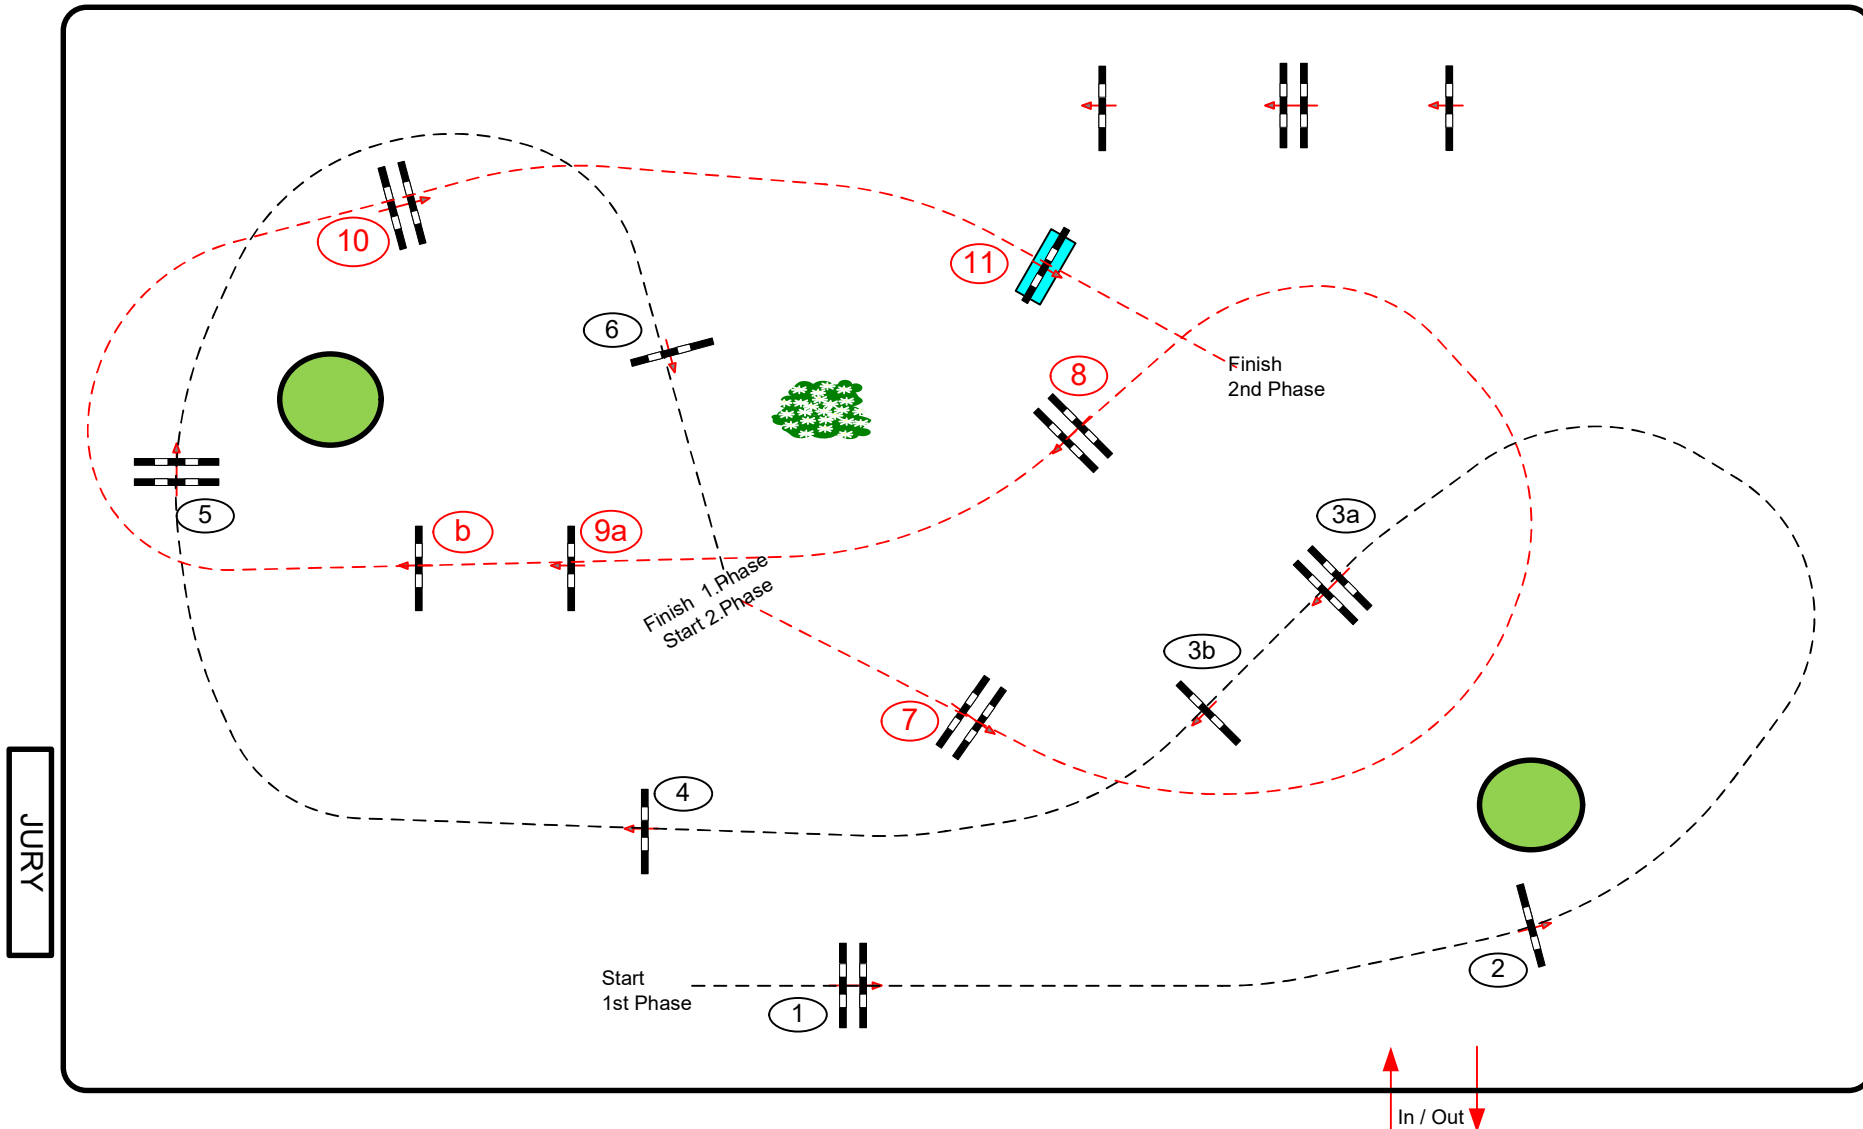 10
11
6
8
Finish
2nd Phase
5
b
9a
3a
Finish  1.Phase
Start 2.Phase
3b
7
4
JURY
Start
1st Phase
1
2
In / Out